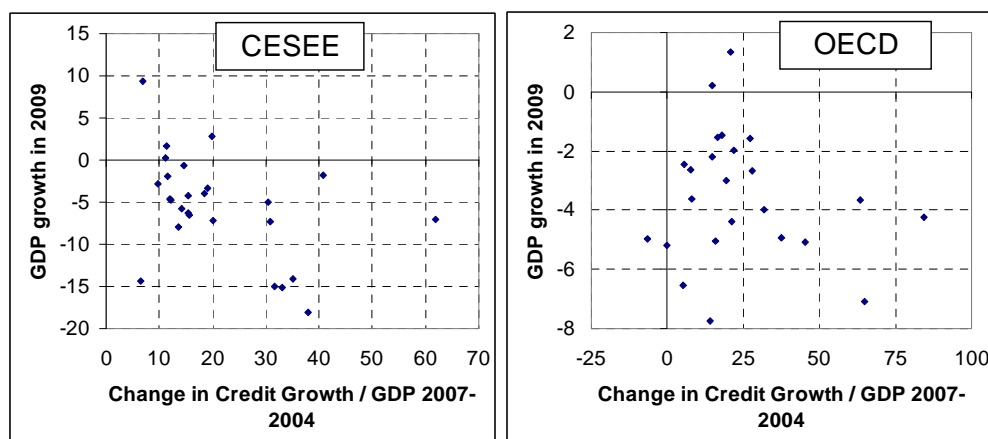 CESEE
GDP growth in 2009
15
10
5
0
-5
-10
-15
-20
0 10 20 30 40 50 60 70
Change in Credit Growth / GDP 2007-
2004
OECD
GDP growth in 2009
2
0
-2
-4
-6
-8
-25 0 25 50 75 100
Change in Credit Growth / GDP 2007-
2004